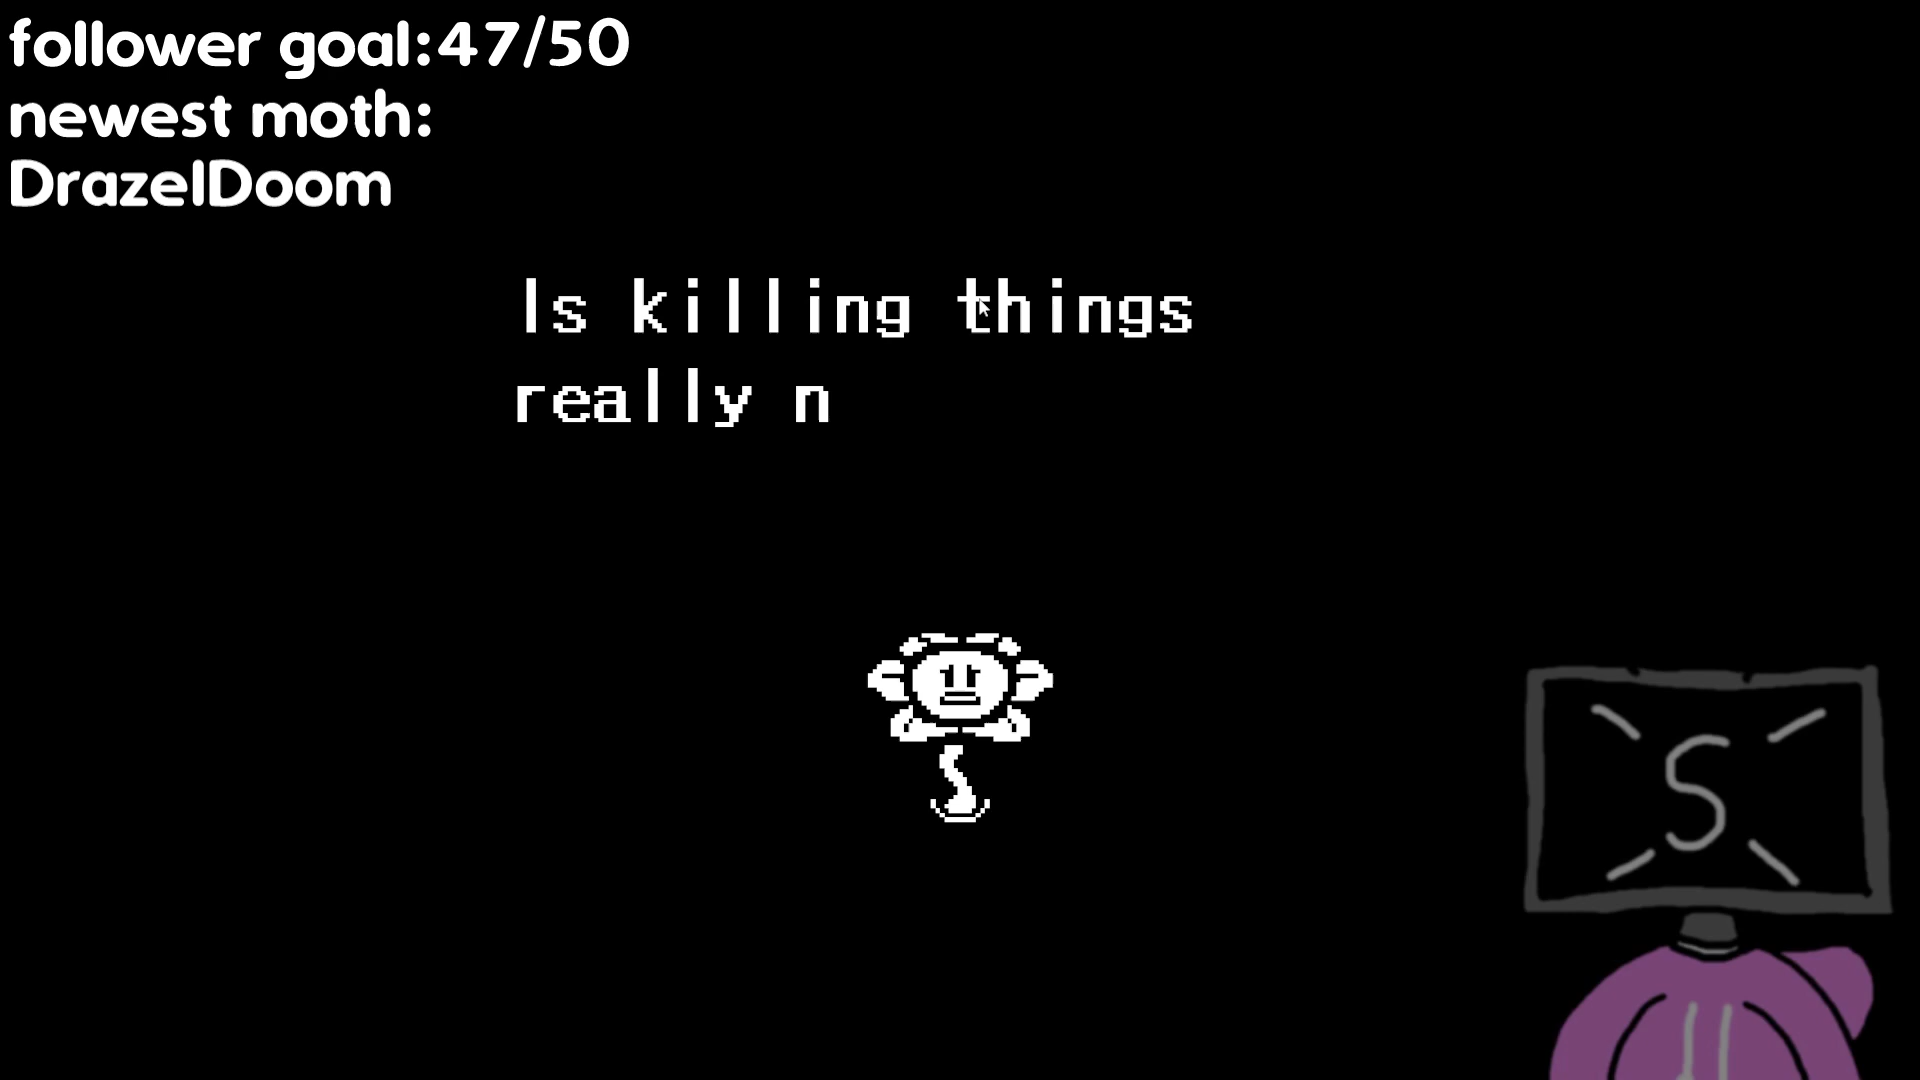 follower goal:47/50
newest moth:
DrazelDoom
Is killing things
really n
S